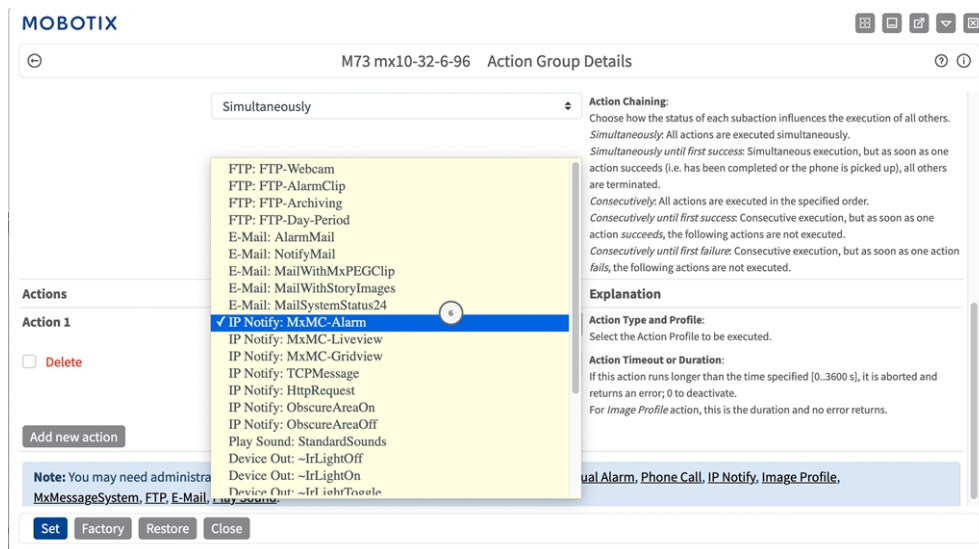 MOBOTIX
M73 mx10-32-6-96 Action Group Details
Simultaneously
Action Chaining:
Choose how the status of each subaction influences the execution of all others.
Simultaneously: All actions are executed simultaneously.
Simultaneously until first success: Simultaneous execution, but as soon as one
action succeeds (i.e. has been completed or the phone is picked up), all others
are terminated.
Consecutively: All actions are executed in the specified order.
Consecutively until first success: Consecutive execution, but as soon as one
action succeeds, the following actions are not executed.
Consecutively until first failure: Consecutive execution, but as soon as one action
fails, the following actions are not executed.
FTP: FTP-Webcam
FTP: FTP-AlarmClip
FTP: FTP-Archiving
FTP: FTP-Day-Period
E-Mail: AlarmMail
E-Mail: NotifyMail
E-Mail: MailWithMxPEGClip
E-Mail: MailWithStoryImages
E-Mail: MailSystemStatus24
✓ IP Notify: MxMC-Alarm
6
IP Notify: MxMC-Liveview
IP Notify: MxMC-Gridview
IP Notify: TCPMessage
IP Notify: HttpRequest
IP Notify: ObscureAreaOn
IP Notify: ObscureAreaOff
Play Sound: StandardSounds
Device Out: ~IrLightOff
Device Out: ~IrLightOn
Device Out: ~IrLightToggle
Actions
Explanation
Action 1
Delete
Action Type and Profile:
Select the Action Profile to be executed.
Action Timeout or Duration:
If this action runs longer than the time specified [0..3600 s], it is aborted and
returns an error; 0 to deactivate.
For Image Profile action, this is the duration and no error returns.
Add new action
Note: You may need administra
ual Alarm, Phone Call, IP Notify, Image Profile,
MxMessageSystem, FTP, E-Mail, Play Sound.
Set Factory Restore Close